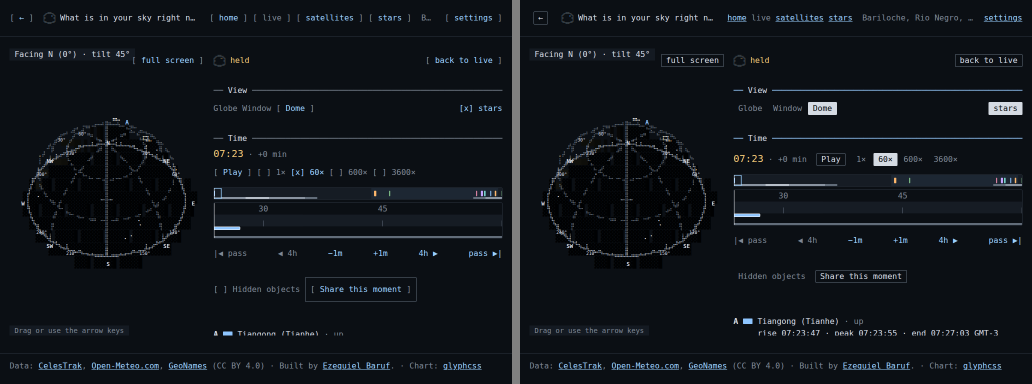 [ ← ] What is in your sky right n… [ home ] [ live ] [ satellites ] [ stars ] B… [ settings ]
Facing N (0°) · tilt 45° [ full screen ] held [ back to live ]
View
Globe Window [ Dome ] [x] stars
Time
07:23 · +0 min
[ Play ] [ ] 1× [x] 60× [ ] 600× [ ] 3600×
30 45
|◀ pass ◀ 4h −1m +1m 4h ▶ pass ▶|
[ ] Hidden objects [ Share this moment ]
A Tiangong (Tianhe) · up
A
N
NW NE
W E
SW SE
S
Drag or use the arrow keys
Data: CelesTrak, Open-Meteo.com, GeoNames (CC BY 4.0) · Built by Ezequiel Baruf. · Chart: glyphcss
← What is in your sky right n… home live satellites stars Bariloche, Rio Negro, … settings
Facing N (0°) · tilt 45° full screen held back to live
View
Globe Window Dome stars
Time
07:23 · +0 min Play 1× 60× 600× 3600×
30 45
|◀ pass ◀ 4h −1m +1m 4h ▶ pass ▶|
Hidden objects Share this moment
A Tiangong (Tianhe) · up
rise 07:23:47 · peak 07:23:55 · end 07:27:03 GMT-3
A
N
NW NE
W E
SW SE
S
Drag or use the arrow keys
Data: CelesTrak, Open-Meteo.com, GeoNames (CC BY 4.0) · Built by Ezequiel Baruf. · Chart: glyphcss